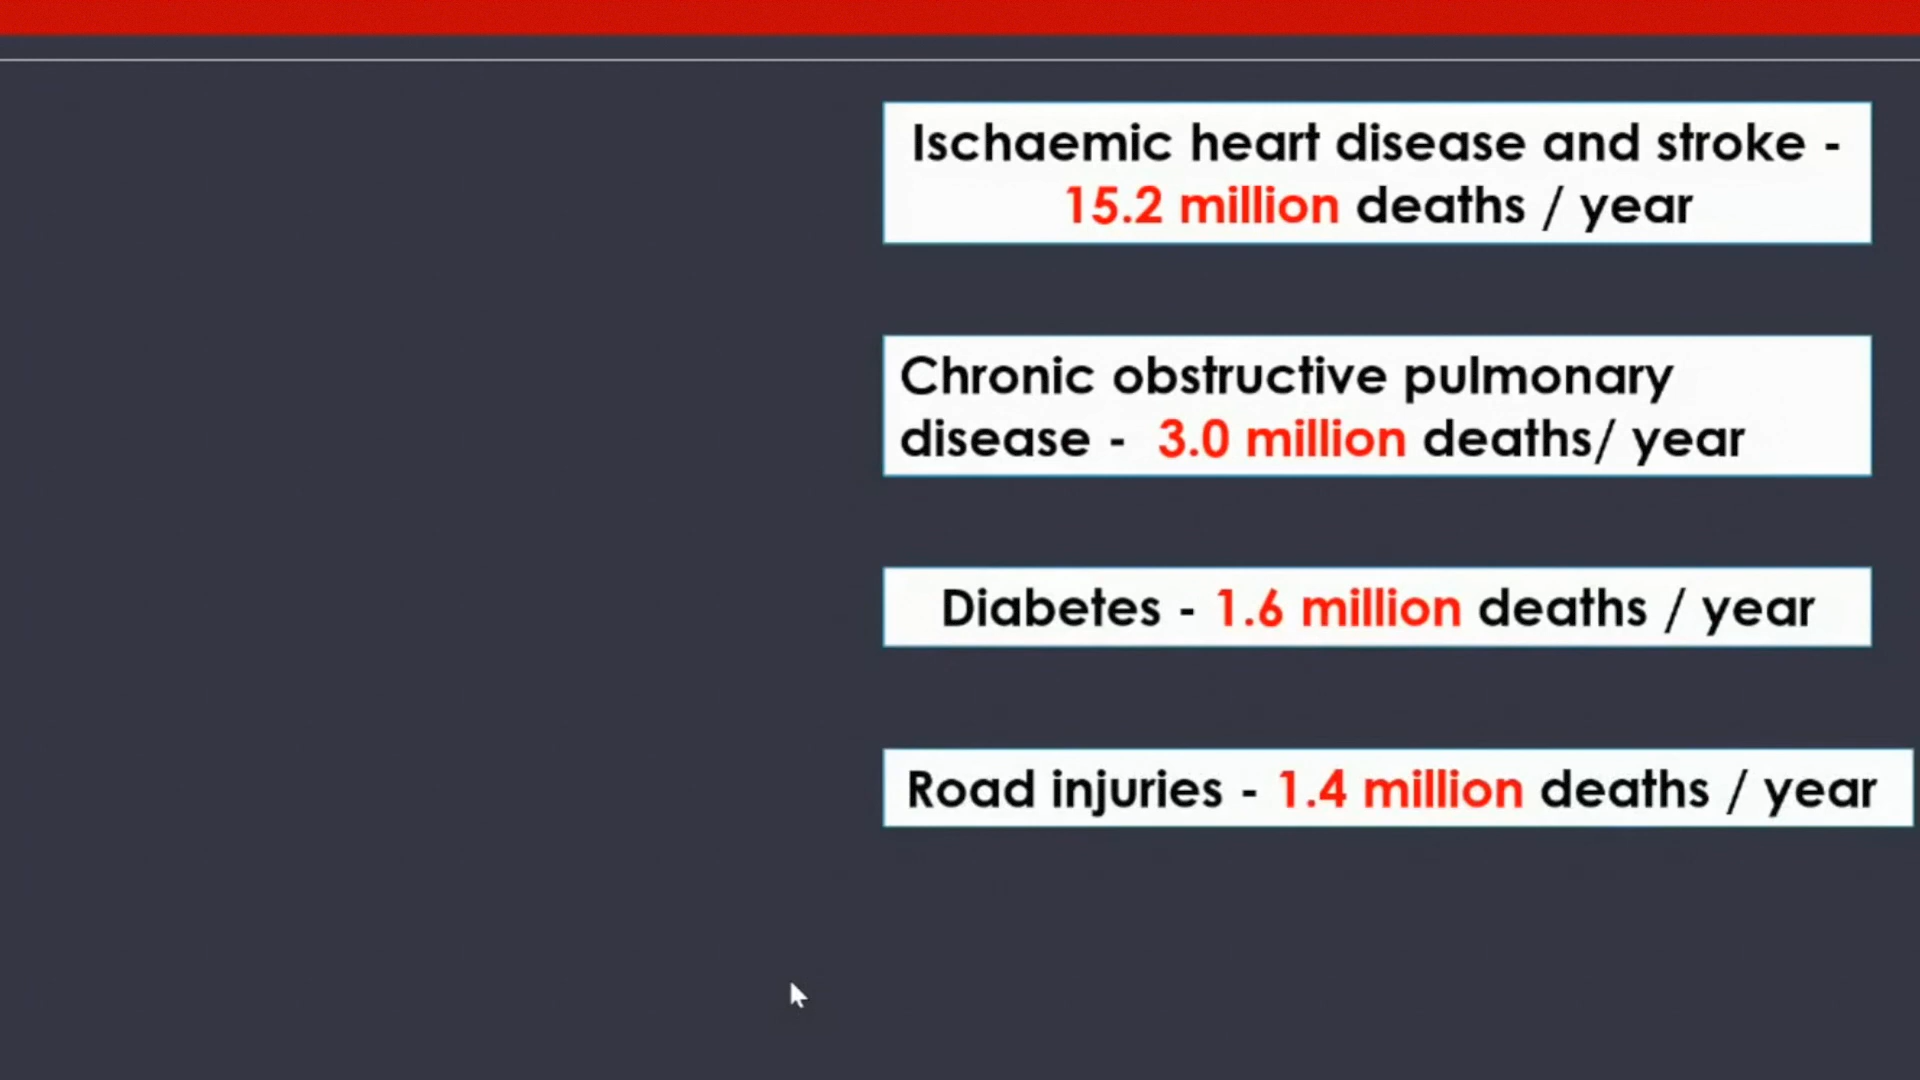 Ischaemic heart disease and stroke -
15.2 million deaths / year
Chronic obstructive pulmonary
disease -  3.0 million deaths/ year
Diabetes - 1.6 million deaths / year
Road injuries - 1.4 million deaths / year